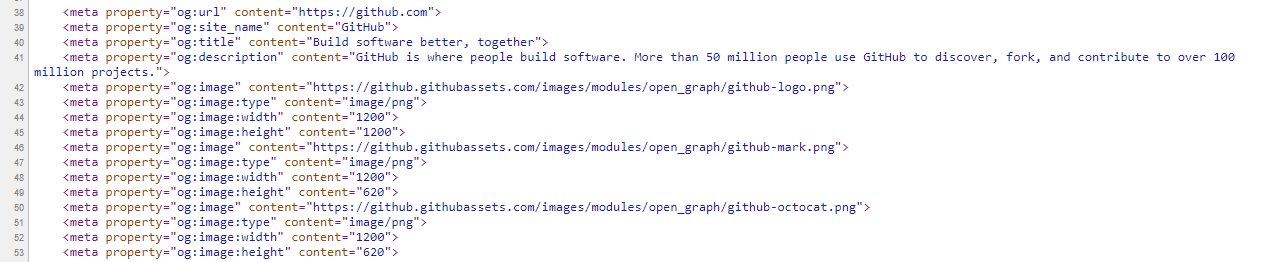 38 <meta property="og:url" content="https://github.com">
39 <meta property="og:site_name" content="GitHub">
40 <meta property="og:title" content="Build software better, together">
41 <meta property="og:description" content="GitHub is where people build software. More than 50 million people use GitHub to discover, fork, and contribute to over 100
million projects.">
42 <meta property="og:image" content="https://github.githubassets.com/images/modules/open_graph/github-logo.png">
43 <meta property="og:image:type" content="image/png">
44 <meta property="og:image:width" content="1200">
45 <meta property="og:image:height" content="1200">
46 <meta property="og:image" content="https://github.githubassets.com/images/modules/open_graph/github-mark.png">
47 <meta property="og:image:type" content="image/png">
48 <meta property="og:image:width" content="1200">
49 <meta property="og:image:height" content="620">
50 <meta property="og:image" content="https://github.githubassets.com/images/modules/open_graph/github-octocat.png">
51 <meta property="og:image:type" content="image/png">
52 <meta property="og:image:width" content="1200">
53 <meta property="og:image:height" content="620">